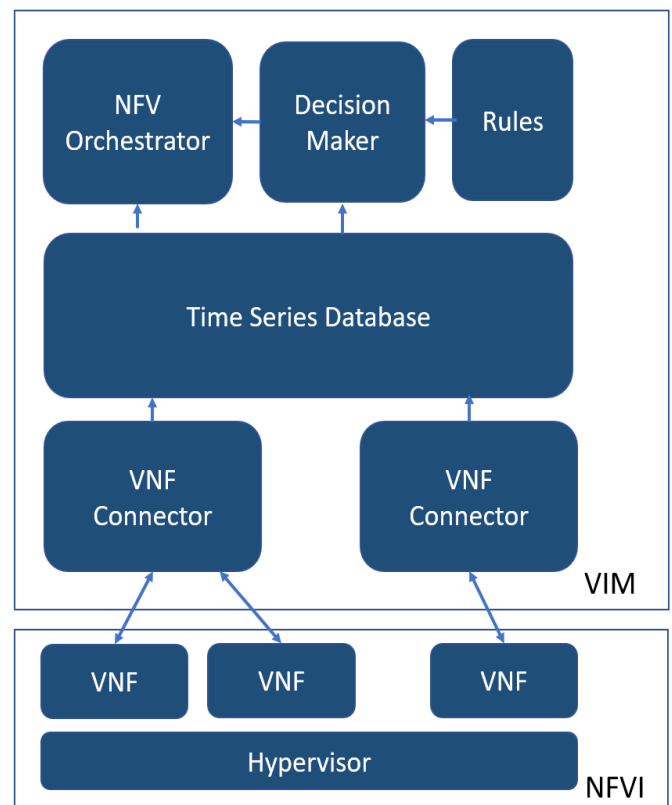 NFV
Orchestrator
Decision
Maker
Rules
Time Series Database
VNF
Connector
VNF
Connector
VIM
VNF
VNF
VNF
Hypervisor
NFVI